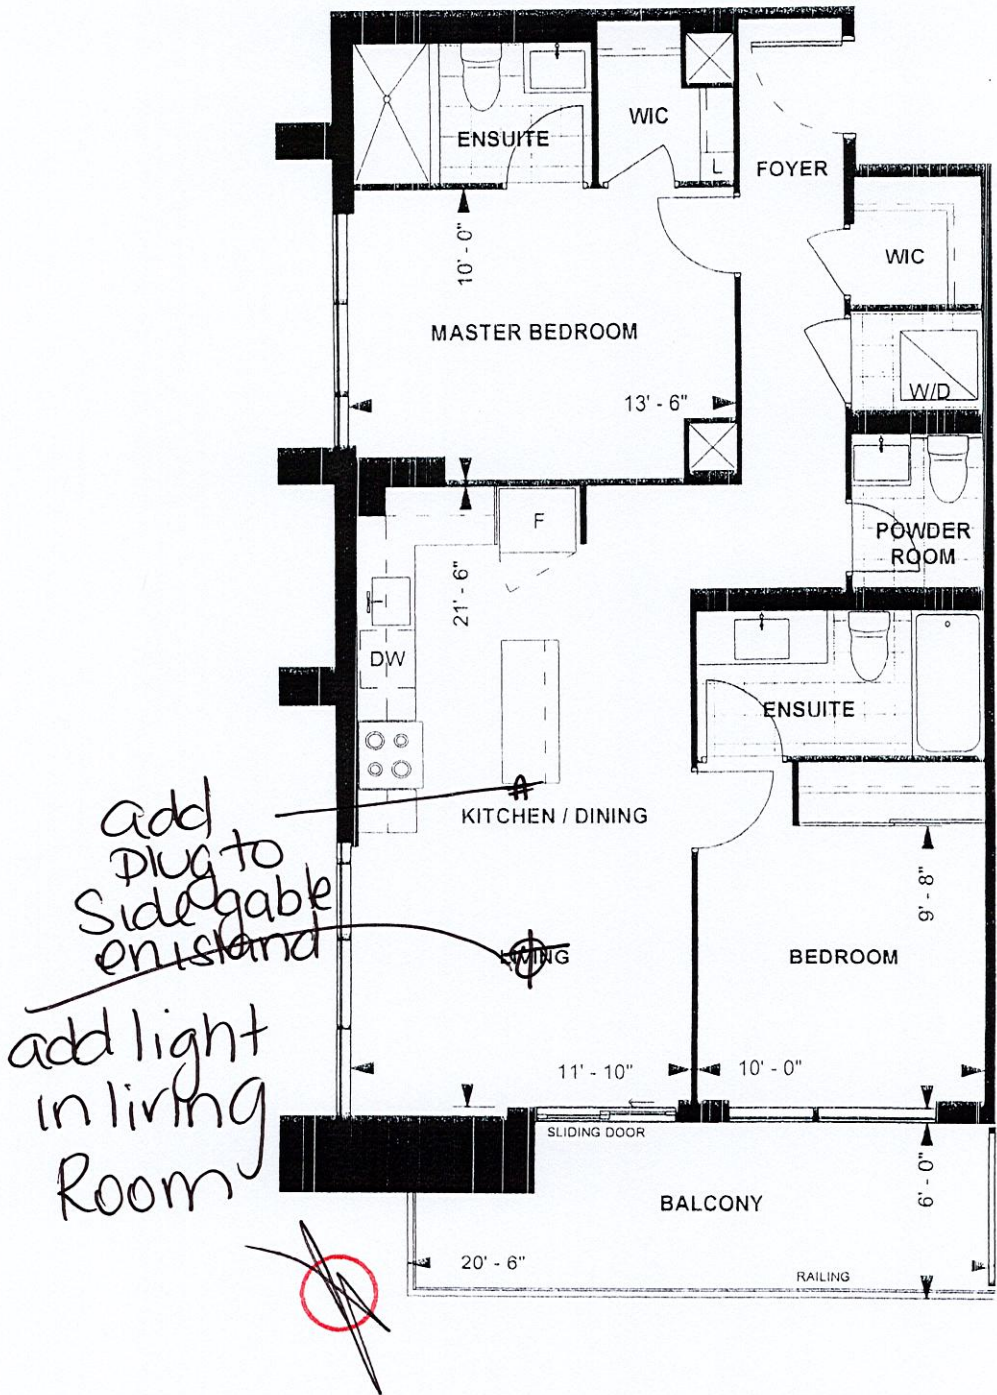 WIC
ENSUITE
L
FOYER
10' - 0"
WIC
MASTER BEDROOM
13' - 6"
W/D
F
POWDER
ROOM
21' - 6"
DW
ENSUITE
add
Plug to
Side gable
on island
KITCHEN / DINING
9' - 8"
LIVING
BEDROOM
add light
in living
Room
11' - 10"
10' - 0"
SLIDING DOOR
BALCONY
6' - 0"
20' - 6"
RAILING